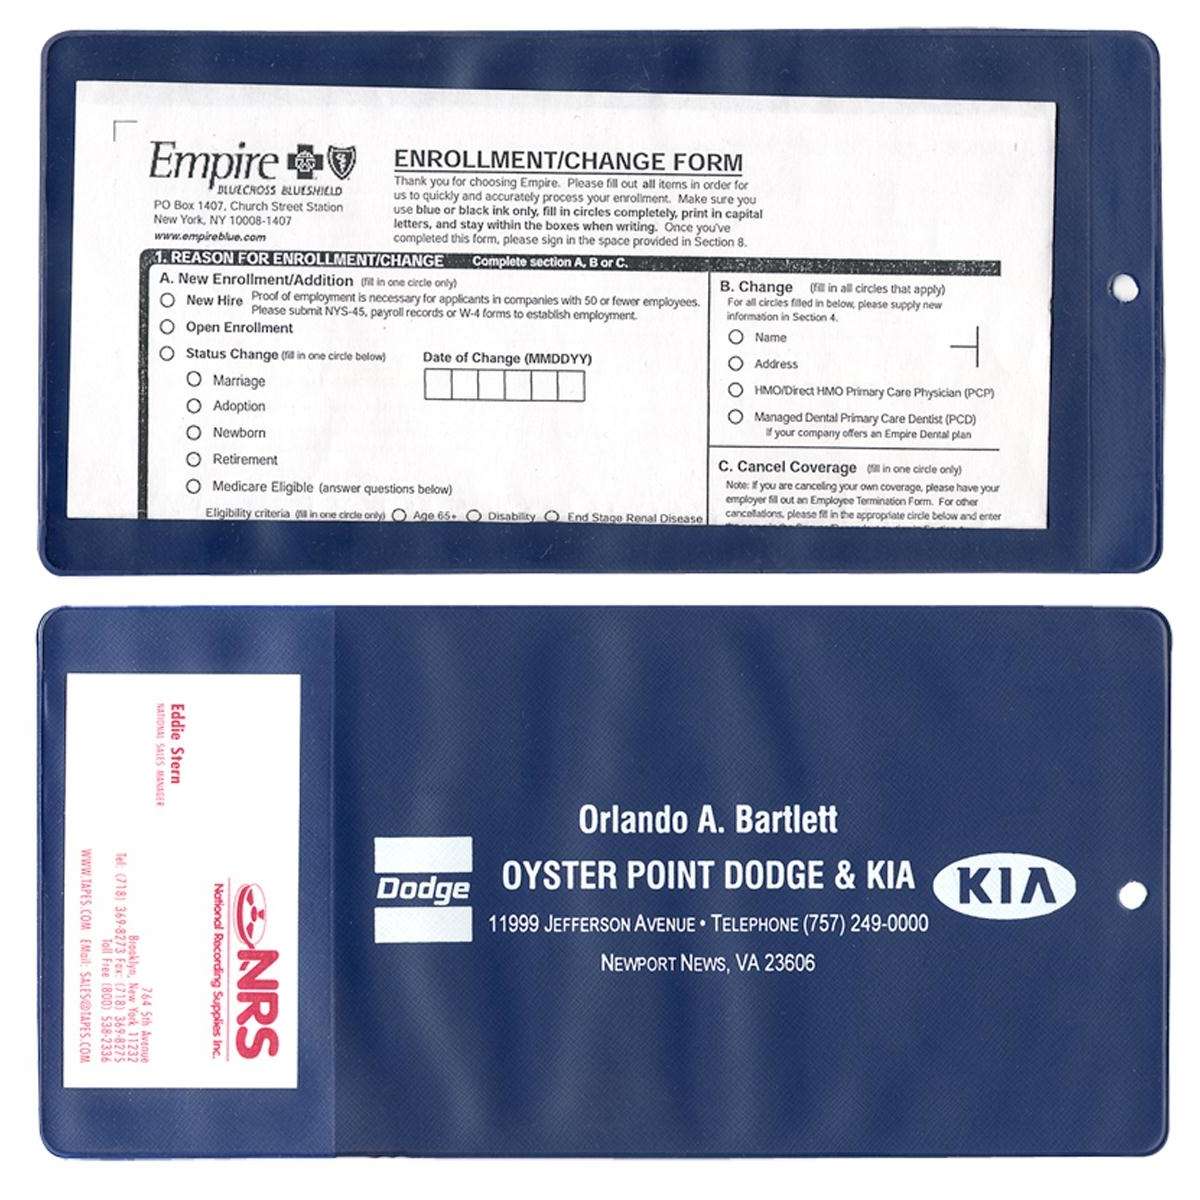 Empire
BLUECROSS BLUESHIELD
PO Box 1407, Church Street Station
New York, NY 10008-1407
www.empireblue.com
ENROLLMENT/CHANGE FORM
Thank you for choosing Empire. Please fill out all items in order for
us to quickly and accurately process your enrollment. Make sure you
use blue or black ink only, fill in circles completely, print in capital
letters, and stay within the boxes when writing. Once you've
completed this form, please sign in the space provided in Section 8.
1. REASON FOR ENROLLMENT/CHANGE Complete section A, B or C.
A. New Enrollment/Addition (fill in one circle only)
New Hire Proof of employment is necessary for applicants in companies with 50 or fewer employees.
Please submit NYS-45, payroll records or W-4 forms to establish employment.
Open Enrollment
Status Change (fill in one circle below)
Date of Change (MMDDYY)
Marriage
Adoption
Newborn
Retirement
Medicare Eligible (answer questions below)
Eligibility criteria (fill in one circle only) Age 65+ Disability End Stage Renal Disease
B. Change (fill in all circles that apply)
For all circles filled in below, please supply new
information in Section 4.
Name
Address
HMO/Direct HMO Primary Care Physician (PCP)
Managed Dental Primary Care Dentist (PCD)
If your company offers an Empire Dental plan
C. Cancel Coverage (fill in one circle only)
Note: If you are canceling your own coverage, please have your
employer fill out an Employee Termination Form. For other
cancellations, please fill in the appropriate circle below and enter
Eddie Stern
NATIONAL SALES MANAGER
NRS
National Recording Supplies Inc.
764 5th Avenue
Brooklyn, New York 11232
Tel: (718) 369-8273 Fax: (718) 369-8275
Toll Free (800) 538-2336
WWW.TAPES.COM EMail: SALES@TAPES.COM
Orlando A. Bartlett
Dodge
OYSTER POINT DODGE & KIA
KIA
11999 JEFFERSON AVENUE • TELEPHONE (757) 249-0000
NEWPORT NEWS, VA 23606